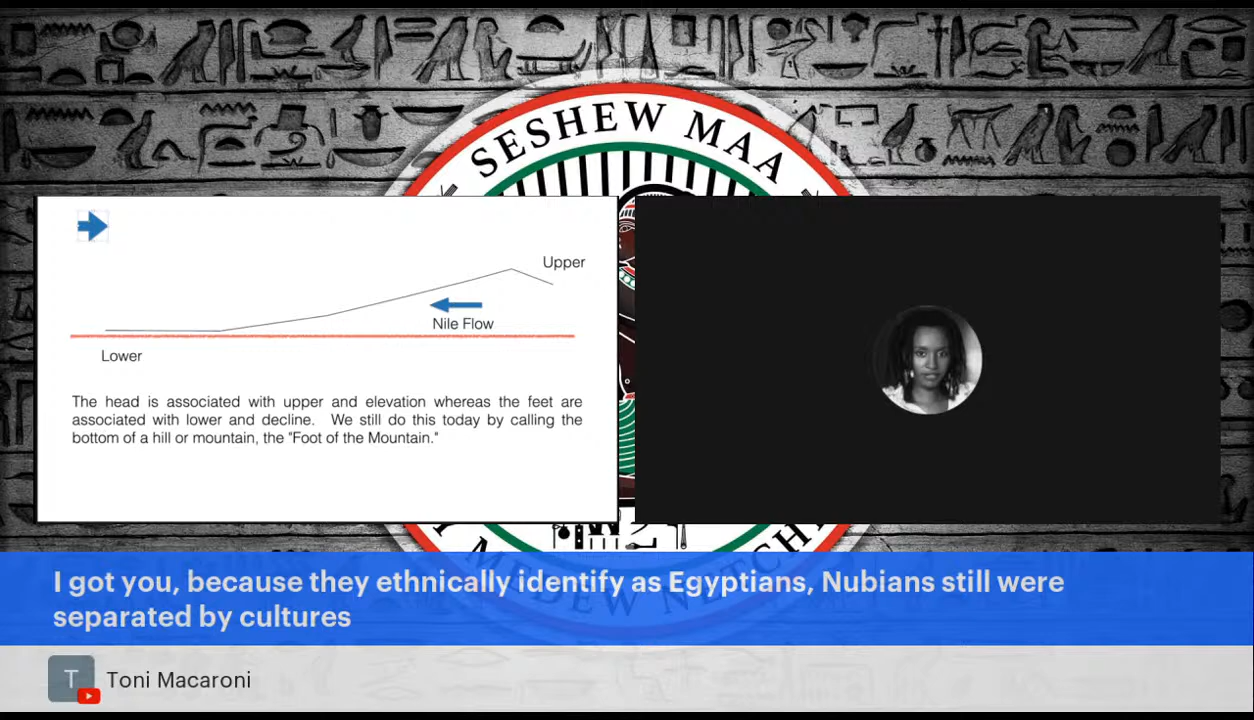 SESHEW MAA
Upper
Nile Flow
Lower
The head is associated with upper and elevation whereas the feet are
associated with lower and decline. We still do this today by calling the
bottom of a hill or mountain, the "Foot of the Mountain."
I got you, because they ethnically identify as Egyptians, Nubians still were
separated by cultures
T
Toni Macaroni